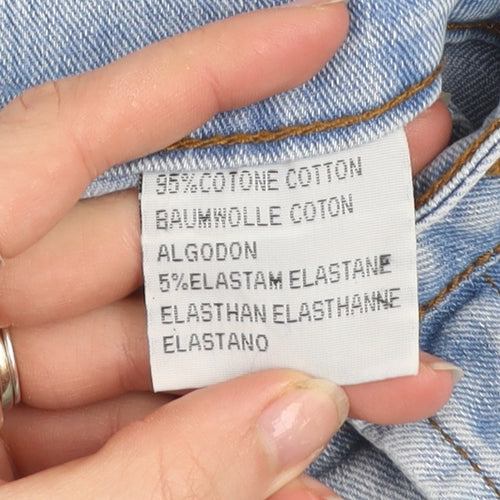 95%COTONE COTTON
BAUMWOLLE COTON
ALGODON
5%ELASTAM ELASTANE
ELASTHAN ELASTHANNE
ELASTANO